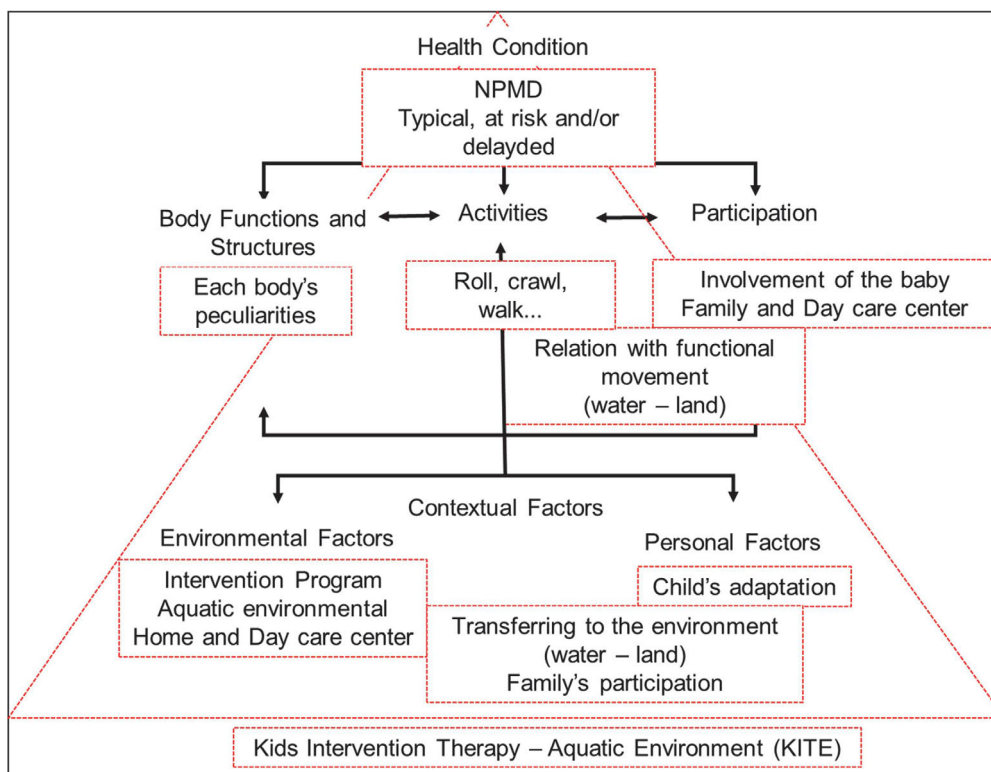 Health Condition
NPMD
Typical, at risk and/or
delayded
Body Functions and
Structures
Activities
Participation
Each body's
peculiarities
Roll, crawl,
walk...
Involvement of the baby
Family and Day care center
Relation with functional
movement
(water – land)
Contextual Factors
Environmental Factors
Personal Factors
Intervention Program
Aquatic environmental
Home and Day care center
Child's adaptation
Transferring to the environment
(water – land)
Family's participation
Kids Intervention Therapy – Aquatic Environment (KITE)